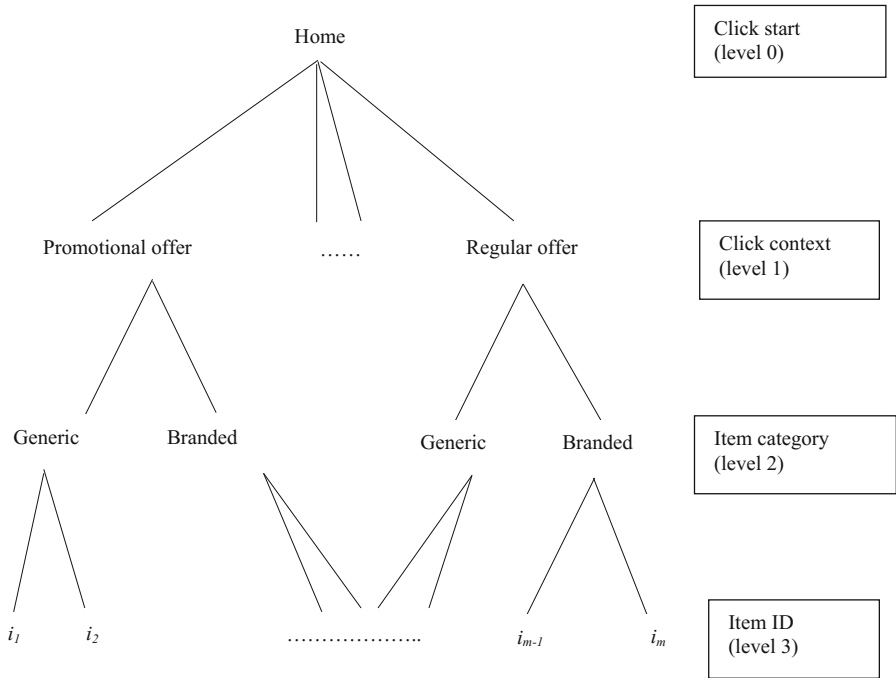 Home
Click start
(level 0)
Promotional offer
......
Regular offer
Click context
(level 1)
Generic
Branded
Generic
Branded
Item category
(level 2)
i1
i2
.....................
im-1
im
Item ID
(level 3)